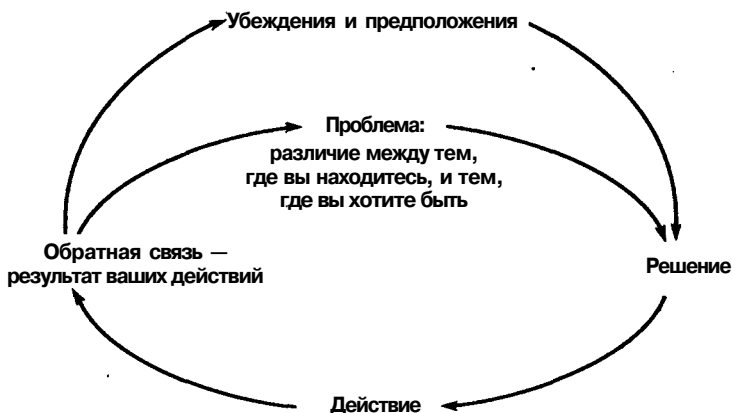 Убеждения и предположения
Проблема:
различие между тем,
где вы находитесь, и тем,
где вы хотите быть
Обратная связь —
результат ваших действий
Решение
Действие